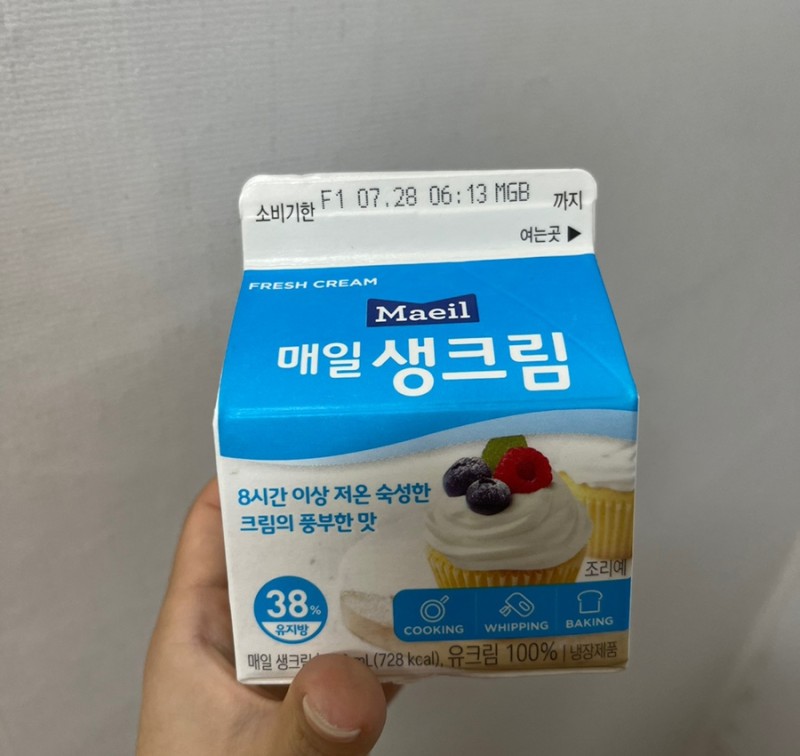 소비기한 F1 07.28 06:13 MGB 까지
여는곳 ▶
FRESH CREAM
Maeil
매일 생크림
8시간 이상 저온 숙성한
크림의 풍부한 맛
조리예
38%
유지방
COOKING
WHIPPING
BAKING
매일 생크림 mL(728 kcal), 유크림 100% | 냉장제품